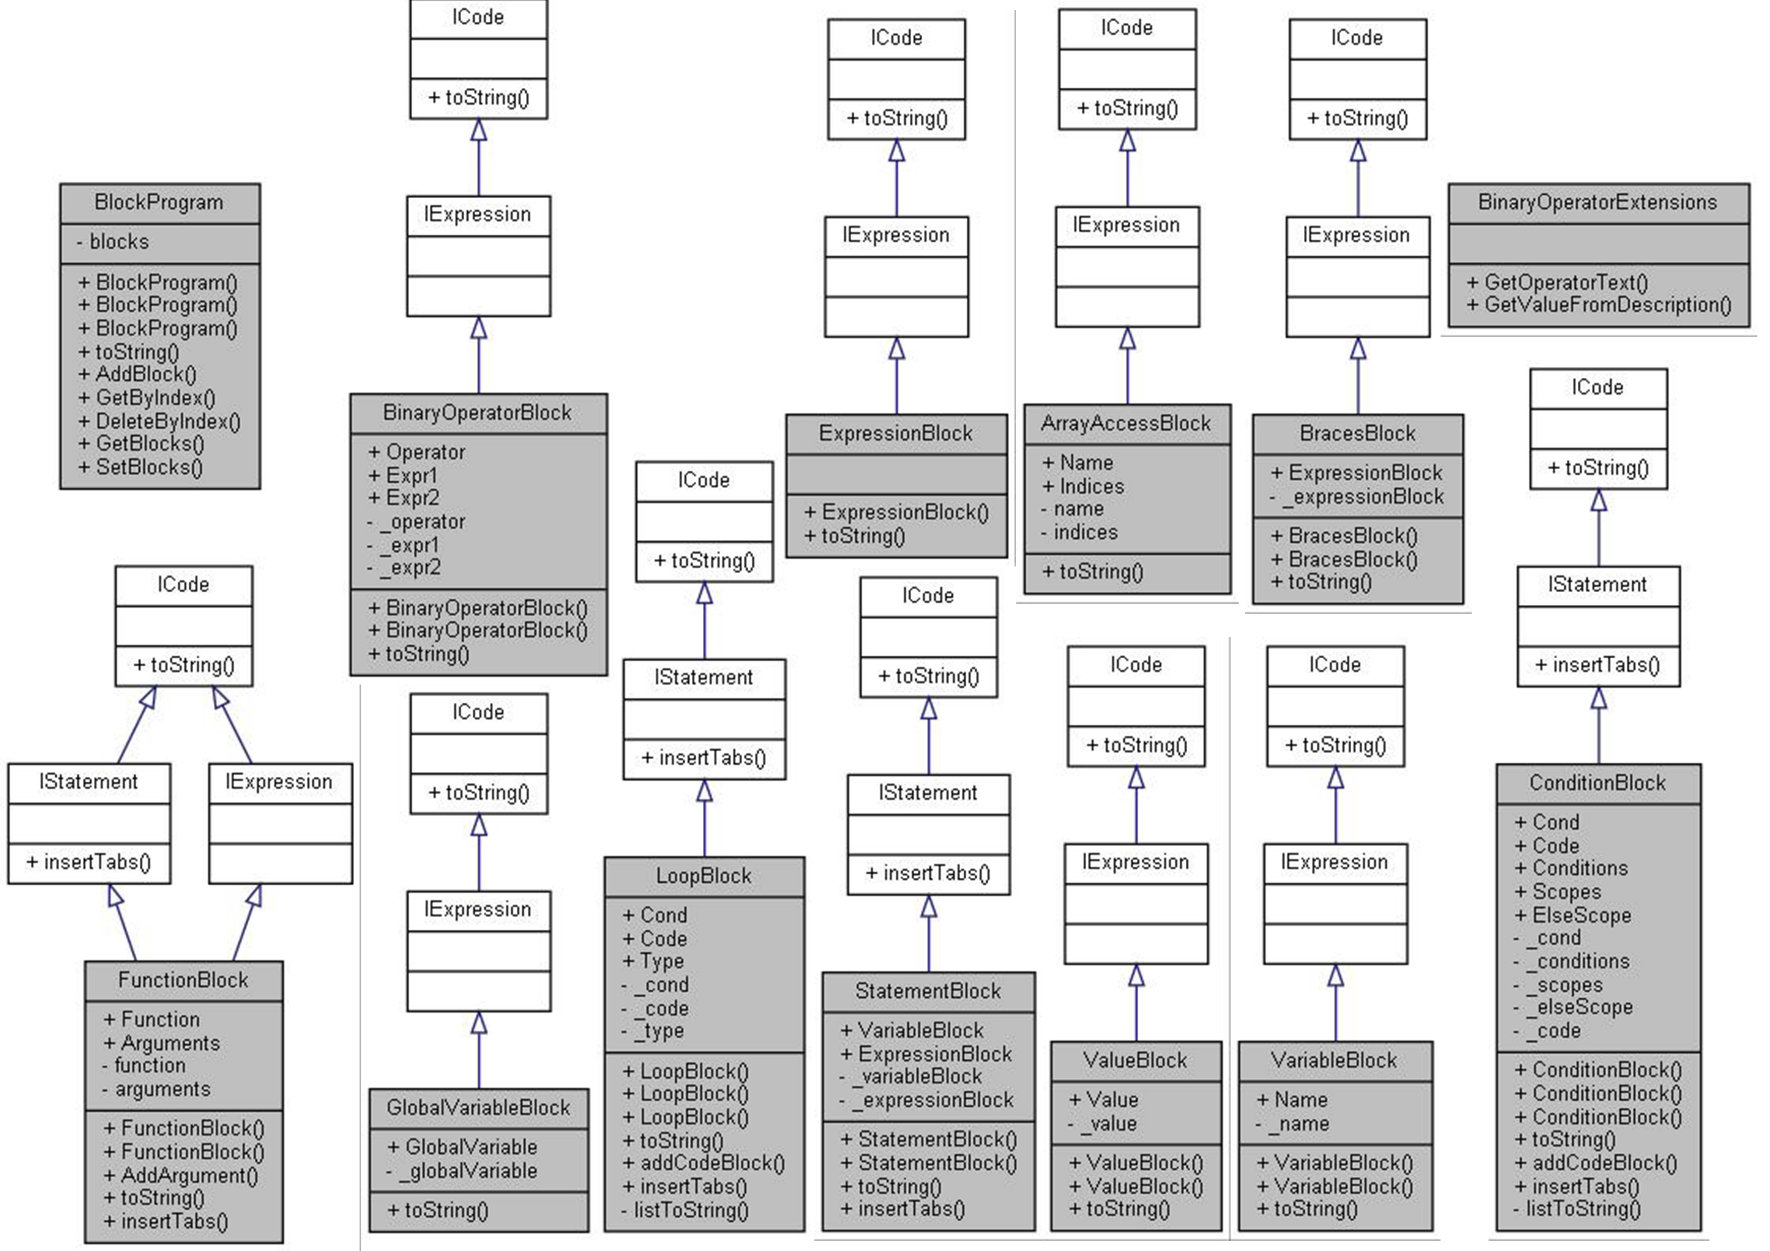 BlockProgram
- blocks
+ BlockProgram()
+ BlockProgram()
+ BlockProgram()
+ toString()
+ AddBlock()
+ GetByIndex()
+ DeleteByIndex()
+ GetBlocks()
+ SetBlocks()
ICode
+ toString()
IStatement
+ insertTabs()
IExpression
FunctionBlock
+ Function
+ Arguments
- function
- arguments
+ FunctionBlock()
+ FunctionBlock()
+ AddArgument()
+ toString()
+ insertTabs()
ICode
+ toString()
IExpression
BinaryOperatorBlock
+ Operator
+ Expr1
+ Expr2
- _operator
- _expr1
- _expr2
+ BinaryOperatorBlock()
+ BinaryOperatorBlock()
+ toString()
ICode
+ toString()
IExpression
GlobalVariableBlock
+ GlobalVariable
- _globalVariable
+ toString()
ICode
+ toString()
IStatement
+ insertTabs()
LoopBlock
+ Cond
+ Code
+ Type
- _cond
- _code
- _type
+ LoopBlock()
+ LoopBlock()
+ LoopBlock()
+ toString()
+ addCodeBlock()
+ insertTabs()
- listToString()
ICode
+ toString()
IExpression
ExpressionBlock
+ ExpressionBlock()
+ toString()
ICode
+ toString()
IStatement
+ insertTabs()
StatementBlock
+ VariableBlock
+ ExpressionBlock
- _variableBlock
- _expressionBlock
+ StatementBlock()
+ StatementBlock()
+ toString()
+ insertTabs()
ICode
+ toString()
IExpression
ArrayAccessBlock
+ Name
+ Indices
- name
- indices
+ toString()
ICode
+ toString()
IExpression
ValueBlock
+ Value
- _value
+ ValueBlock()
+ ValueBlock()
+ toString()
ICode
+ toString()
IExpression
BracesBlock
+ ExpressionBlock
- _expressionBlock
+ BracesBlock()
+ BracesBlock()
+ toString()
ICode
+ toString()
IExpression
VariableBlock
+ Name
- _name
+ VariableBlock()
+ VariableBlock()
+ toString()
BinaryOperatorExtensions
+ GetOperatorText()
+ GetValueFromDescription()
ICode
+ toString()
IStatement
+ insertTabs()
ConditionBlock
+ Cond
+ Code
+ Conditions
+ Scopes
+ ElseScope
- _cond
- _conditions
- _scopes
- _elseScope
- _code
+ ConditionBlock()
+ ConditionBlock()
+ ConditionBlock()
+ toString()
+ addCodeBlock()
+ insertTabs()
- listToString()